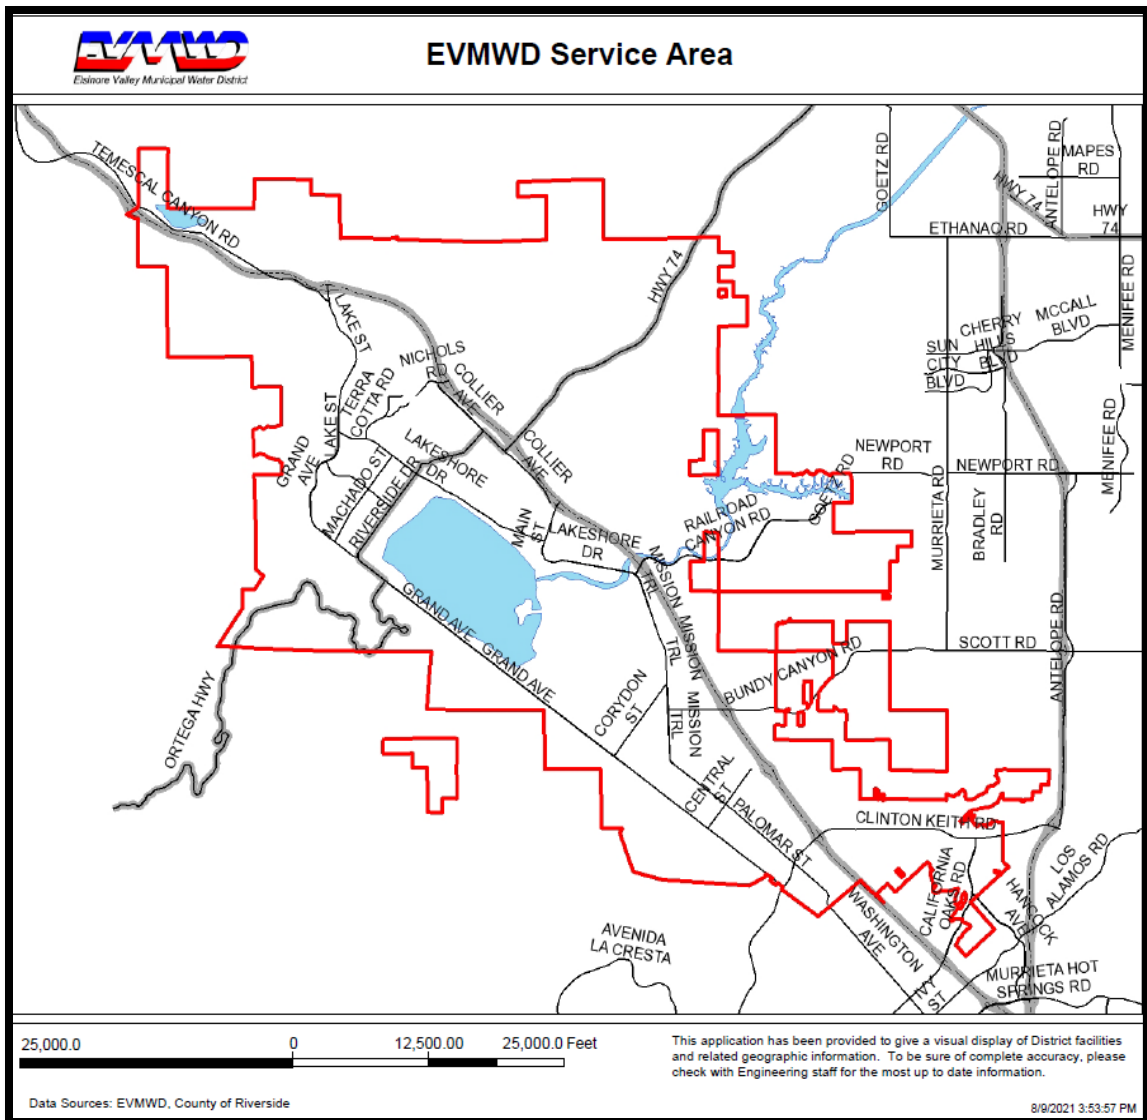 EVMWD
Elsinore Valley Municipal Water District
EVMWD Service Area
TEMESCAL CANYON RD
GOETZ RD
ANTELOPE RD
MAPES
RD
HWY 74
HWY
74
ETHANAC RD
MENIFEE RD
HWY 74
LAKE ST
NICHOLS
RD
COLLIER
AVE
SUN
CITY
BLVD
CHERRY
HILLS
BLVD
MCCALL
BLVD
TERRA
COTTA RD
LAKE ST
GRAND
AVE
MACHADO ST
RIVERSIDE DR
LAKESHORE
DR
COLLIER
AVE
NEWPORT
RD
NEWPORT RD
MENIFEE RD
GOETZ RD
RAILROAD
CANYON RD
MURRIETA RD
BRADLEY
RD
MAIN
ST
LAKESHORE
DR
MISSION
TRL
MISSION
TRL
MISSION
TRL
GRAND AVE
GRAND AVE
SCOTT RD
ANTELOPE RD
BUNDY CANYON RD
ORTEGA HWY
CORYDON
ST
CENTRAL
ST
PALOMAR ST
CLINTON KEITH RD
CALIFORNIA
OAKS RD
LOS
ALAMOS RD
HANCOCK
AVE
WASHINGTON
AVE
AVENIDA
LA CRESTA
IVY
ST
MURRIETA HOT
SPRINGS RD
25,000.0 0 12,500.00 25,000.0 Feet
This application has been provided to give a visual display of District facilities
and related geographic information. To be sure of complete accuracy, please
check with Engineering staff for the most up to date information.
Data Sources: EVMWD, County of Riverside
8/9/2021 3:53:57 PM